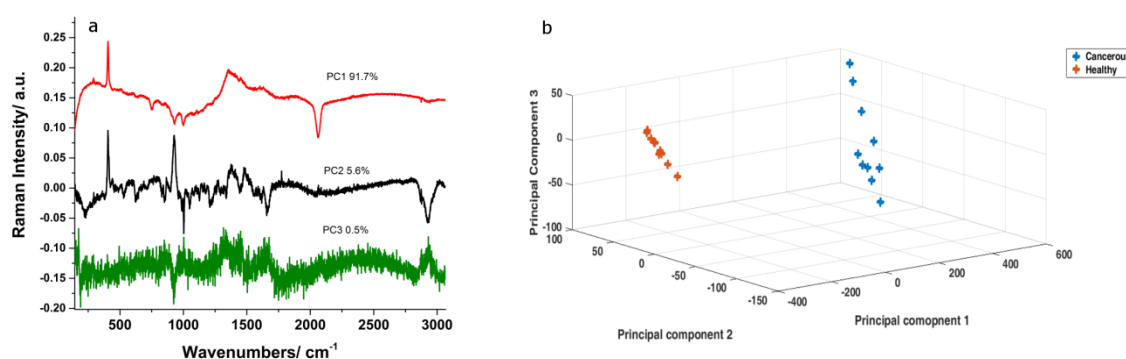 a
0.25
0.20
0.15
0.10
0.05
0.00
-0.05
-0.10
-0.15
-0.20
Raman Intensity/ a.u.
PC1 91.7%
PC2 5.6%
PC3 0.5%
500
1000
1500
2000
2500
3000
Wavenumbers/ cm⁻¹
b
Cancerou
Healthy
50
0
-50
-100
Principal Component 3
100
50
0
-50
-100
-150
Principal component 2
-400
-200
0
200
400
600
Principal comopnent 1